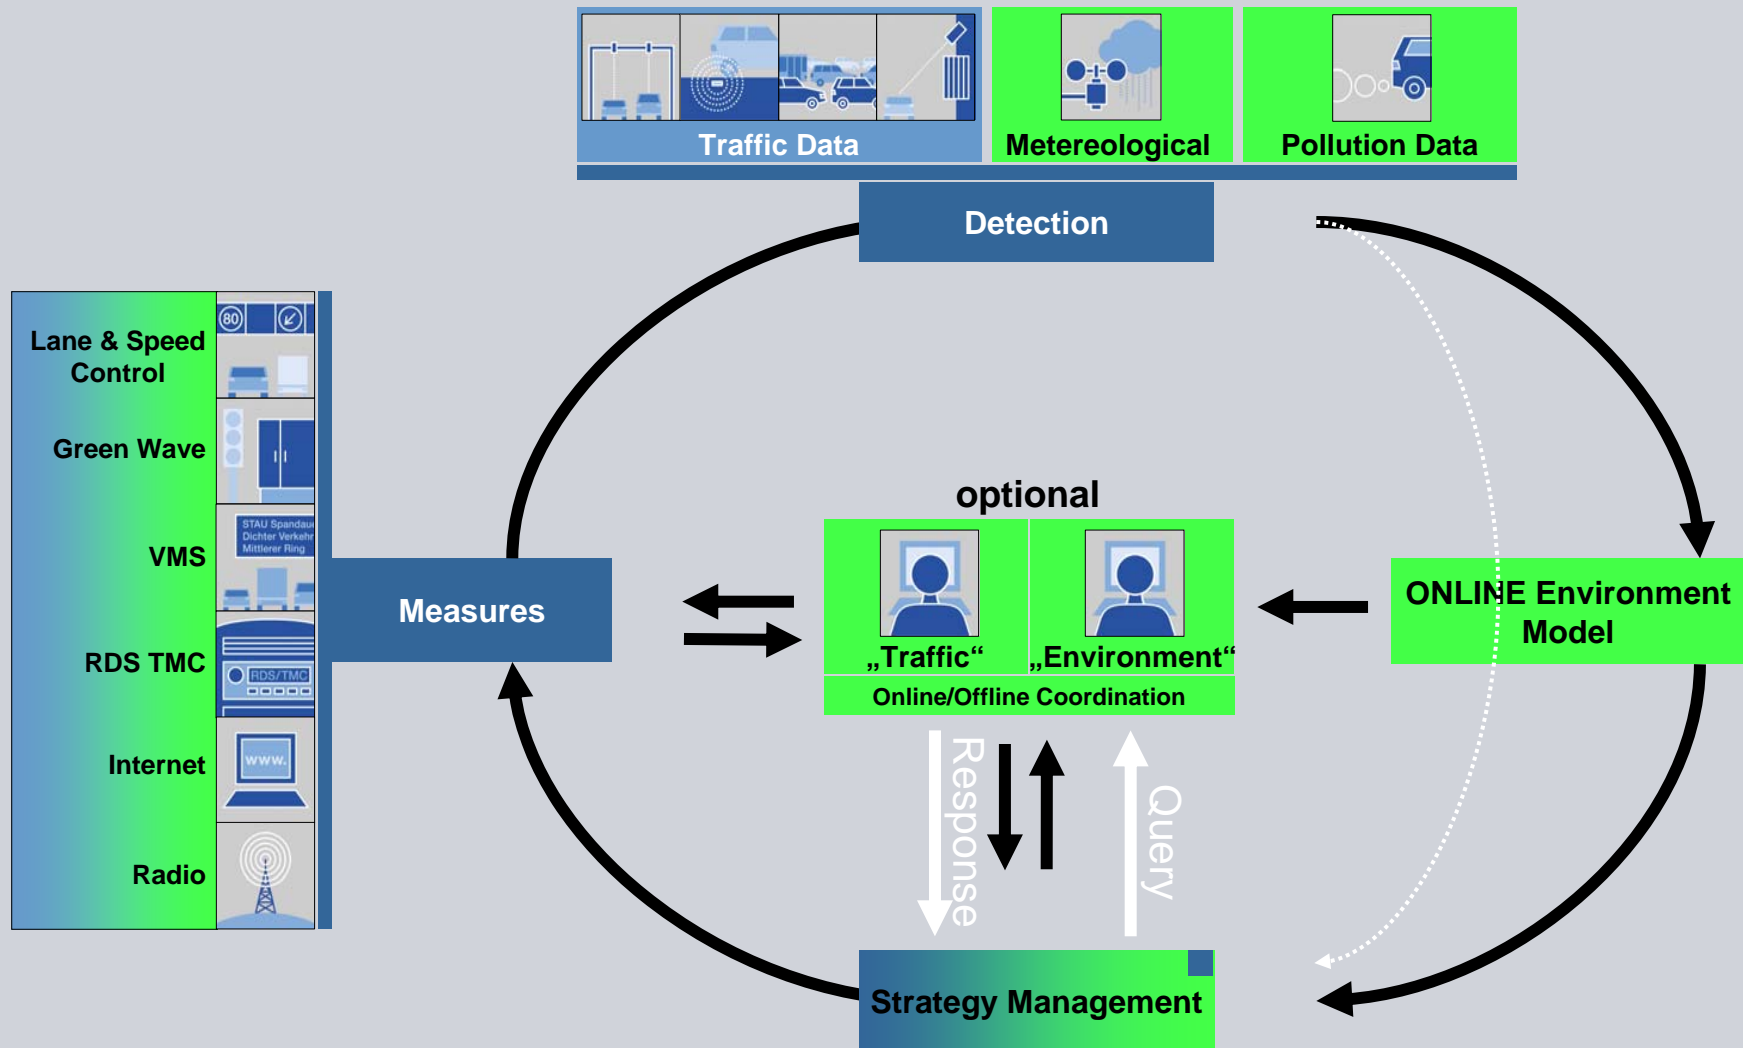 Traffic Data
Metereological
Pollution Data
Detection
80
Lane & Speed
Control
Green Wave
STAU Spandau
Dichter Verkehr
Mittlerer Ring
VMS
RDS TMC
RDS/TMC
Internet
www.
Radio
Measures
optional
„Traffic“
„Environment“
Online/Offline Coordination
ONLINE Environment
Model
Response
Query
Strategy Management